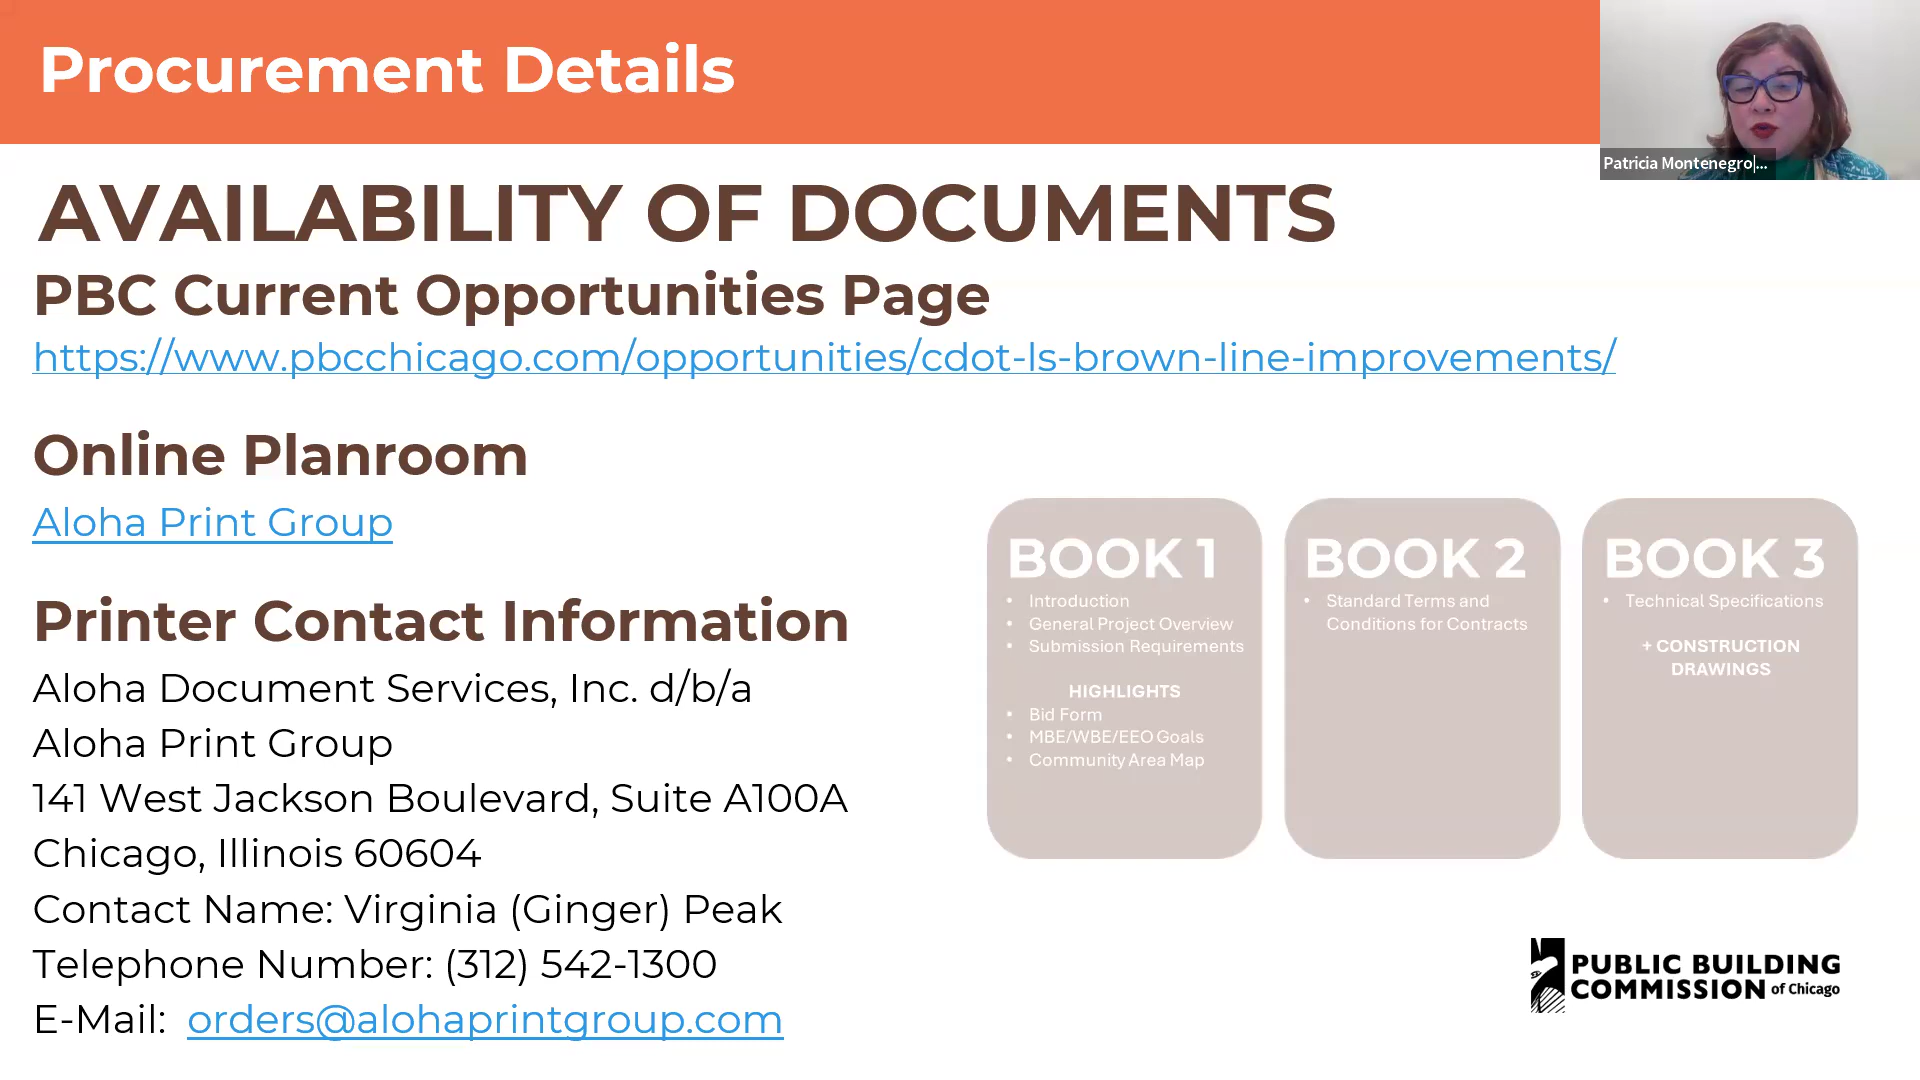 Procurement Details
Patricia Montenegro|...
AVAILABILITY OF DOCUMENTS
PBC Current Opportunities Page
https://www.pbcchicago.com/opportunities/cdot-ls-brown-line-improvements/
Online Planroom
Aloha Print Group
Printer Contact Information
Aloha Document Services, Inc. d/b/a
Aloha Print Group
141 West Jackson Boulevard, Suite A100A
Chicago, Illinois 60604
Contact Name: Virginia (Ginger) Peak
Telephone Number: (312) 542-1300
E-Mail: orders@alohaprintgroup.com
BOOK 1
• Introduction
• General Project Overview
• Submission Requirements
HIGHLIGHTS
• Bid Form
• MBE/WBE/EEO Goals
• Community Area Map
BOOK 2
• Standard Terms and
Conditions for Contracts
BOOK 3
• Technical Specifications
+ CONSTRUCTION
DRAWINGS
PUBLIC BUILDING
COMMISSION of Chicago